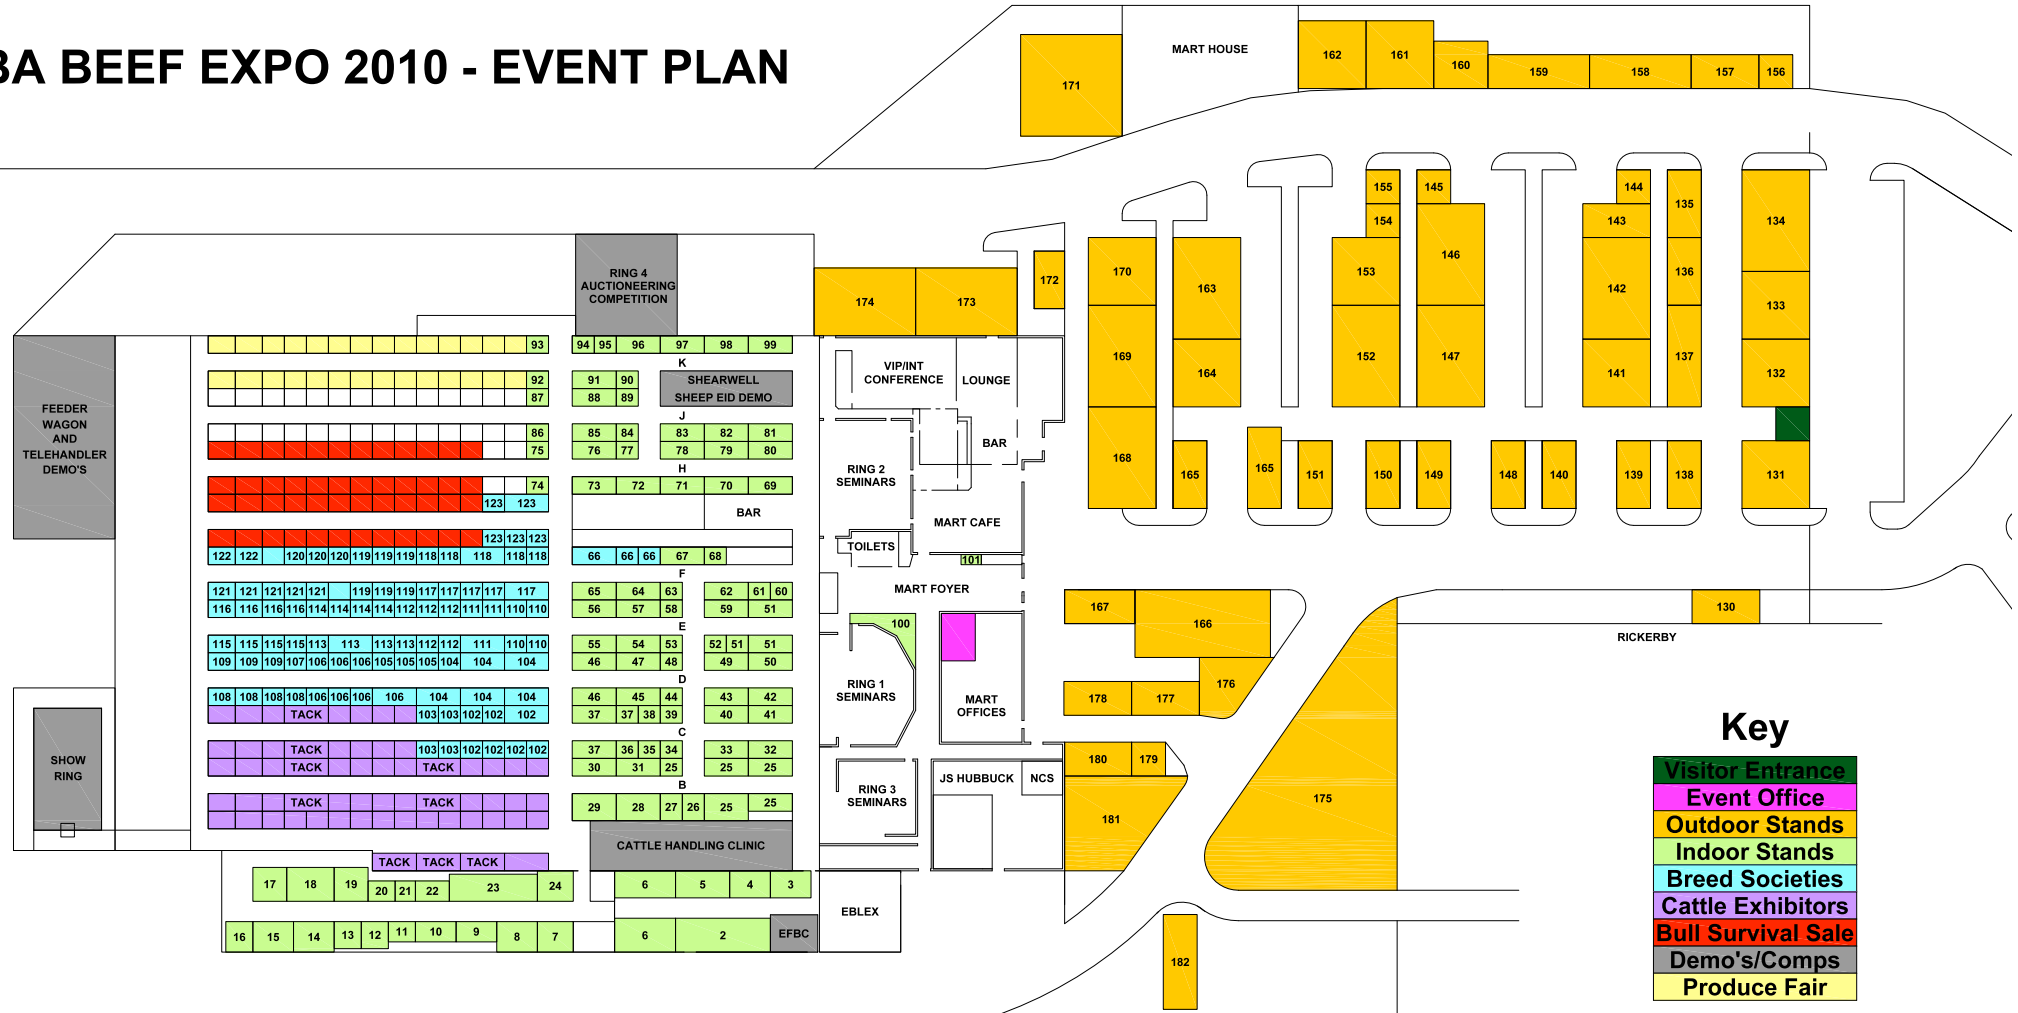 BA BEEF EXPO 2010 - EVENT PLAN
MART HOUSE
162 161 160 159 158 157 156
171
155 145 144 135 134
154 143
170 163 153 146 142 136 133
169 164 152 147 141 137 132
168 165 165 151 150 149 148 140 139 138 131
RING 4
AUCTIONEERING
COMPETITION
174 173 172
FEEDER
WAGON
AND
TELEHANDLER
DEMO'S
93 94 95 96 97 98 99
K
92 91 90 SHEARWELL
87 88 89 SHEEP EID DEMO
J
86 85 84 83 82 81
75 76 77 78 79 80
H
74 73 72 71 70 69
123 123
BAR
123 123 123
122 122 120 120 120 119 119 119 118 118 118 118 118 66 66 66 67 68
F
121 121 121 121 121 119 119 119 117 117 117 117 117 65 64 63 62 61 60
116 116 116 116 114 114 114 114 112 112 112 111 111 110 110 56 57 58 59 51
E
115 115 115 115 113 113 113 113 112 112 111 110 110 55 54 53 52 51 51
109 109 109 107 106 106 106 105 105 105 104 104 104 46 47 48 49 50
D
108 108 108 108 106 106 106 106 104 104 104 46 45 44 43 42
TACK 103 103 102 102 102 37 37 38 39 40 41
C
TACK 103 103 102 102 102 102 37 36 35 34 33 32
TACK TACK 30 31 25 25 25
B
TACK TACK 29 28 27 26 25 25
CATTLE HANDLING CLINIC
TACK TACK TACK
17 18 19 20 21 22 23 24 6 5 4 3
16 15 14 13 12 11 10 9 8 7 6 2 EFBC
EBLEX
SHOW
RING
VIP/INT
CONFERENCE
LOUNGE
BAR
RING 2
SEMINARS
MART CAFE
TOILETS
101
MART FOYER
100
RING 1
SEMINARS
MART
OFFICES
RING 3
SEMINARS
JS HUBBUCK
NCS
167 166
178 177 176
180 179
181
175
182
130
RICKERBY
Key
Visitor Entrance
Event Office
Outdoor Stands
Indoor Stands
Breed Societies
Cattle Exhibitors
Bull Survival Sale
Demo's/Comps
Produce Fair